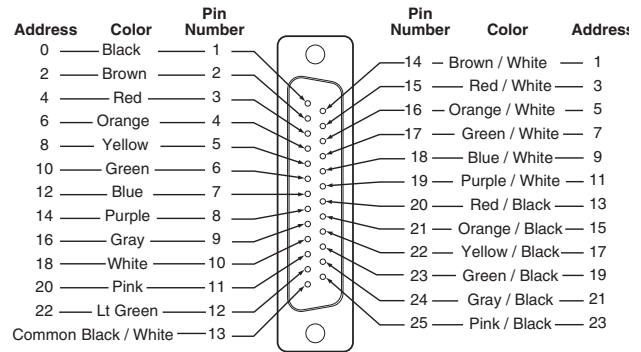 Address Color Pin Number
0 Black 1
2 Brown 2
4 Red 3
6 Orange 4
8 Yellow 5
10 Green 6
12 Blue 7
14 Purple 8
16 Gray 9
18 White 10
20 Pink 11
22 Lt Green 12
Common Black / White 13
Pin Number Color Address
14 Brown / White 1
15 Red / White 3
16 Orange / White 5
17 Green / White 7
18 Blue / White 9
19 Purple / White 11
20 Red / Black 13
21 Orange / Black 15
22 Yellow / Black 17
23 Green / Black 19
24 Gray / Black 21
25 Pink / Black 23